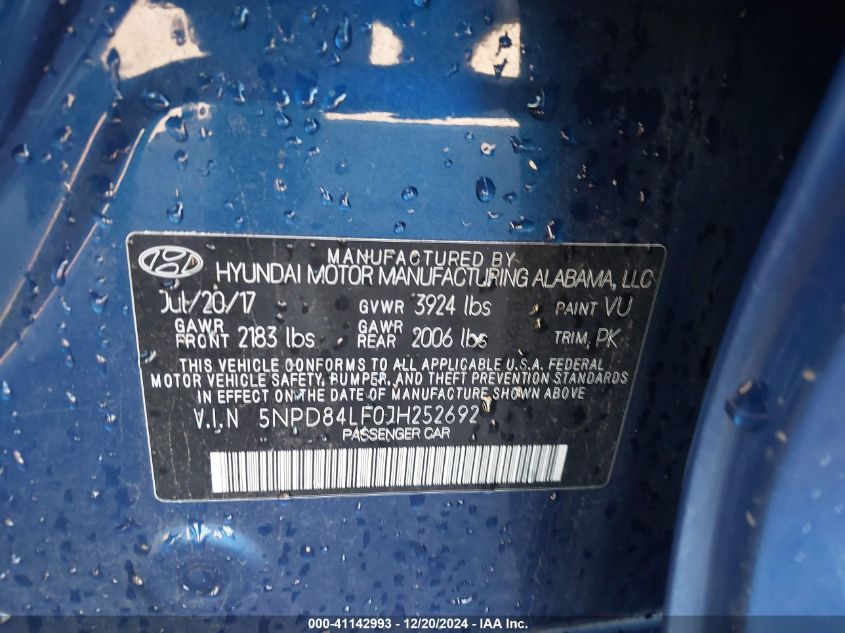 MANUFACTURED BY
HYUNDAI MOTOR MANUFACTURING ALABAMA, LLC
Jul/20/17 GVWR 3924 lbs PAINT VU
GAWR FRONT 2183 lbs GAWR REAR 2006 lbs TRIM, PK
THIS VEHICLE CONFORMS TO ALL APPLICABLE U.S.A. FEDERAL
MOTOR VEHICLE SAFETY, BUMPER, AND THEFT PREVENTION STANDARDS
IN EFFECT ON THE DATE OF MANUFACTURE SHOWN ABOVE
V.I.N 5NPD84LF0JH252692
PASSENGER CAR
000-41142993 - 12/20/2024 - IAA Inc.